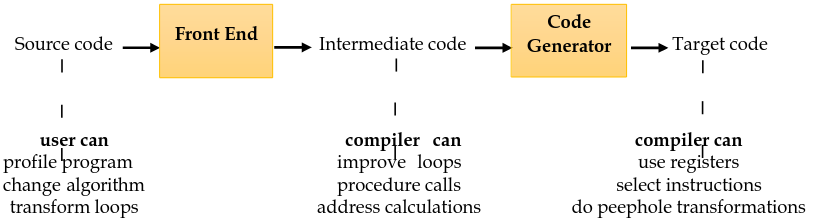 Source code
Front End
Intermediate code
Code
Generator
Target code
user can
profile program
change algorithm
transform loops
compiler can
improve loops
procedure calls
address calculations
compiler can
use registers
select instructions
do peephole transformations